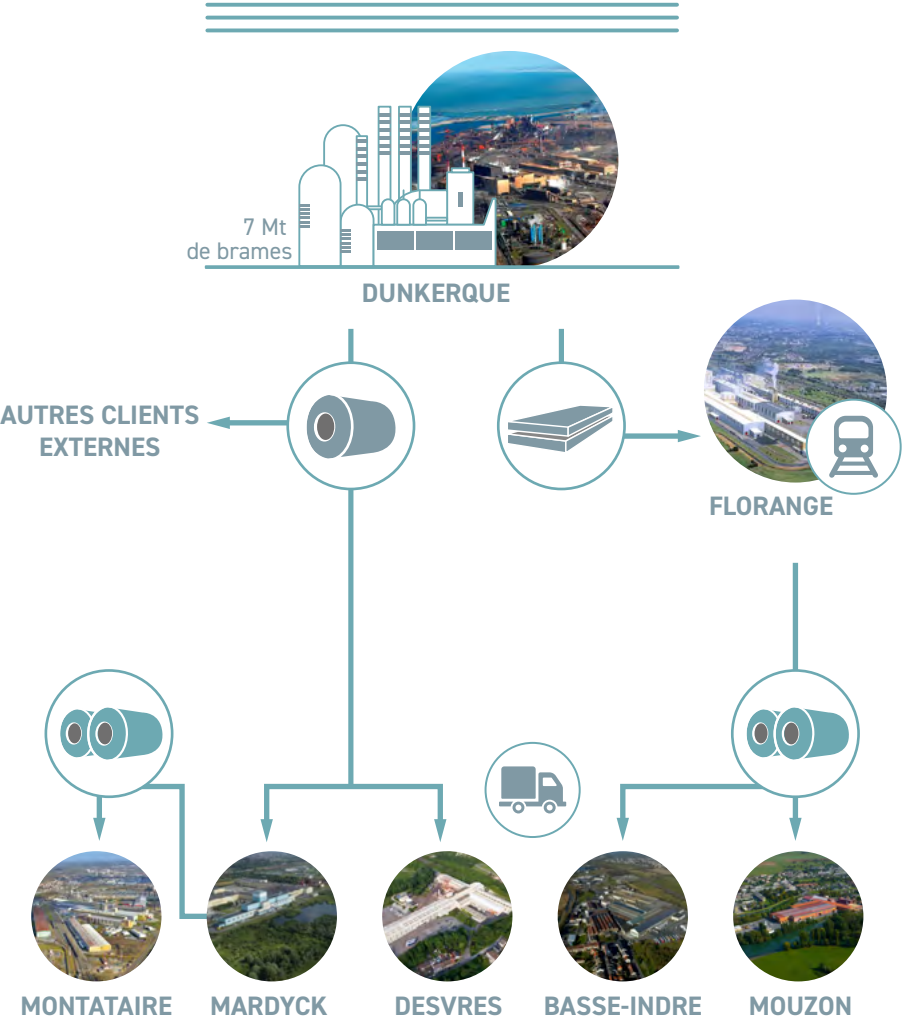 7 Mt
de brames
DUNKERQUE
AUTRES CLIENTS
EXTERNES
FLORANGE
MONTATAIRE
MARDYCK
DESVRES
BASSE-INDRE
MOUZON